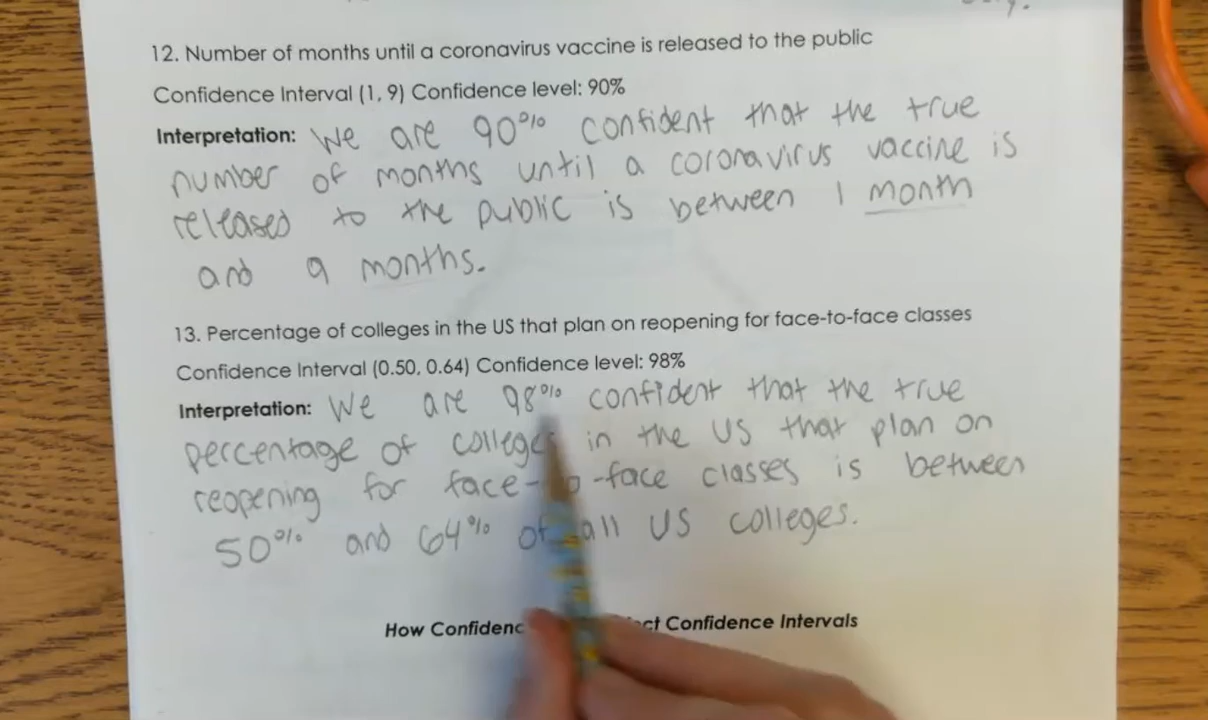 12. Number of months until a coronavirus vaccine is released to the public
Confidence Interval (1, 9) Confidence level: 90%
Interpretation: We are 90% confident that the true
number of months until a coronavirus vaccine is
released to the public is between 1 month
and 9 months.
13. Percentage of colleges in the US that plan on reopening for face-to-face classes
Confidence Interval (0.50, 0.64) Confidence level: 98%
Interpretation: We are 98% confident that the true
percentage of colleges in the US that plan on
reopening for face-to-face classes is between
50% and 64% of all US colleges.
How Confidence Intervals